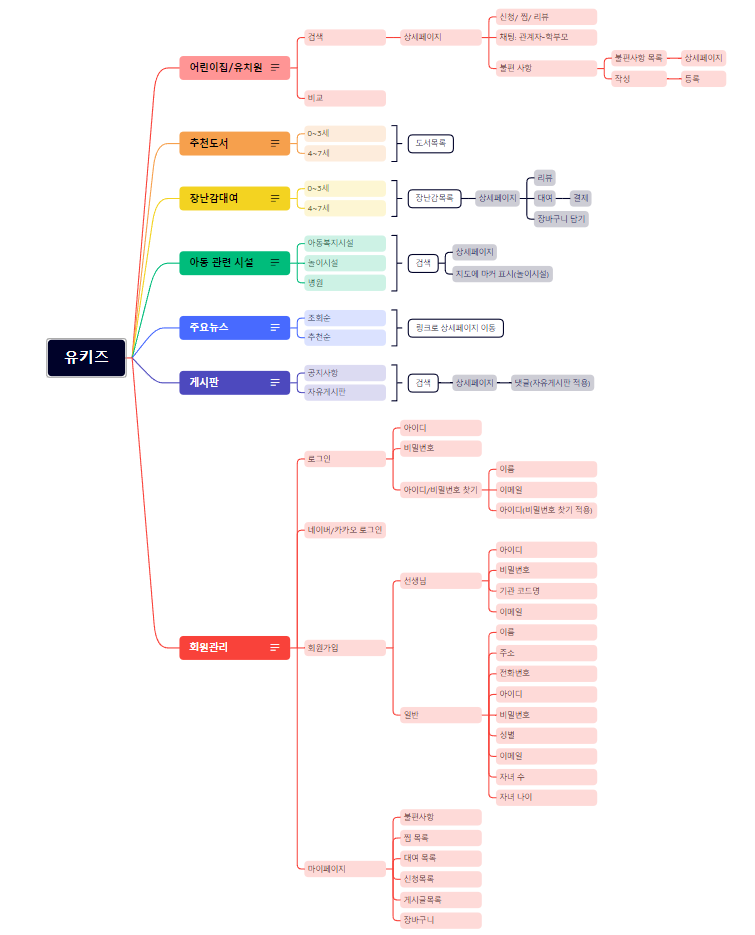 유키즈
어린이집/유치원
검색
상세페이지
신청/ 찜/ 리뷰
채팅: 관계자-학부모
불편 사항
불편사항 목록
상세페이지
작성
등록
비교
추천도서
0~3세
4~7세
도서목록
장난감대여
0~3세
4~7세
장난감목록
상세페이지
리뷰
대여
결제
장바구니 담기
아동 관련 시설
아동복지시설
놀이시설
병원
검색
상세페이지
지도에 마커 표시(놀이시설)
주요뉴스
조회순
추천순
링크로 상세페이지 이동
게시판
공지사항
자유게시판
검색
상세페이지
댓글(자유게시판 적용)
회원관리
로그인
아이디
비밀번호
아이디/비밀번호 찾기
이름
이메일
아이디(비밀번호 찾기 적용)
네이버/카카오 로그인
회원가입
선생님
아이디
비밀번호
기관 코드명
이메일
일반
이름
주소
전화번호
아이디
비밀번호
성별
이메일
자녀 수
자녀 나이
마이페이지
불편사항
찜 목록
대여 목록
신청목록
게시글목록
장바구니